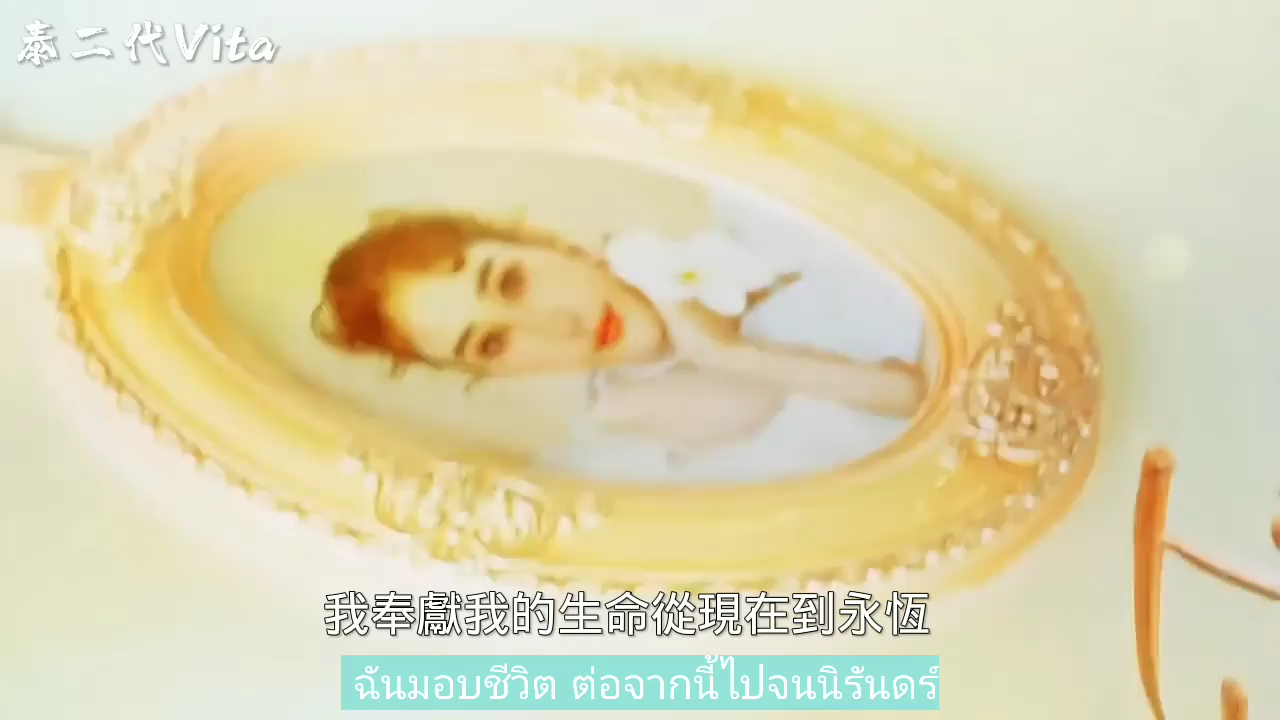 泰二代Vita
我奉獻我的生命從現在到永恆
ฉันมอบชีวิต ต่อจากนี้ไปจนนิรันดร์